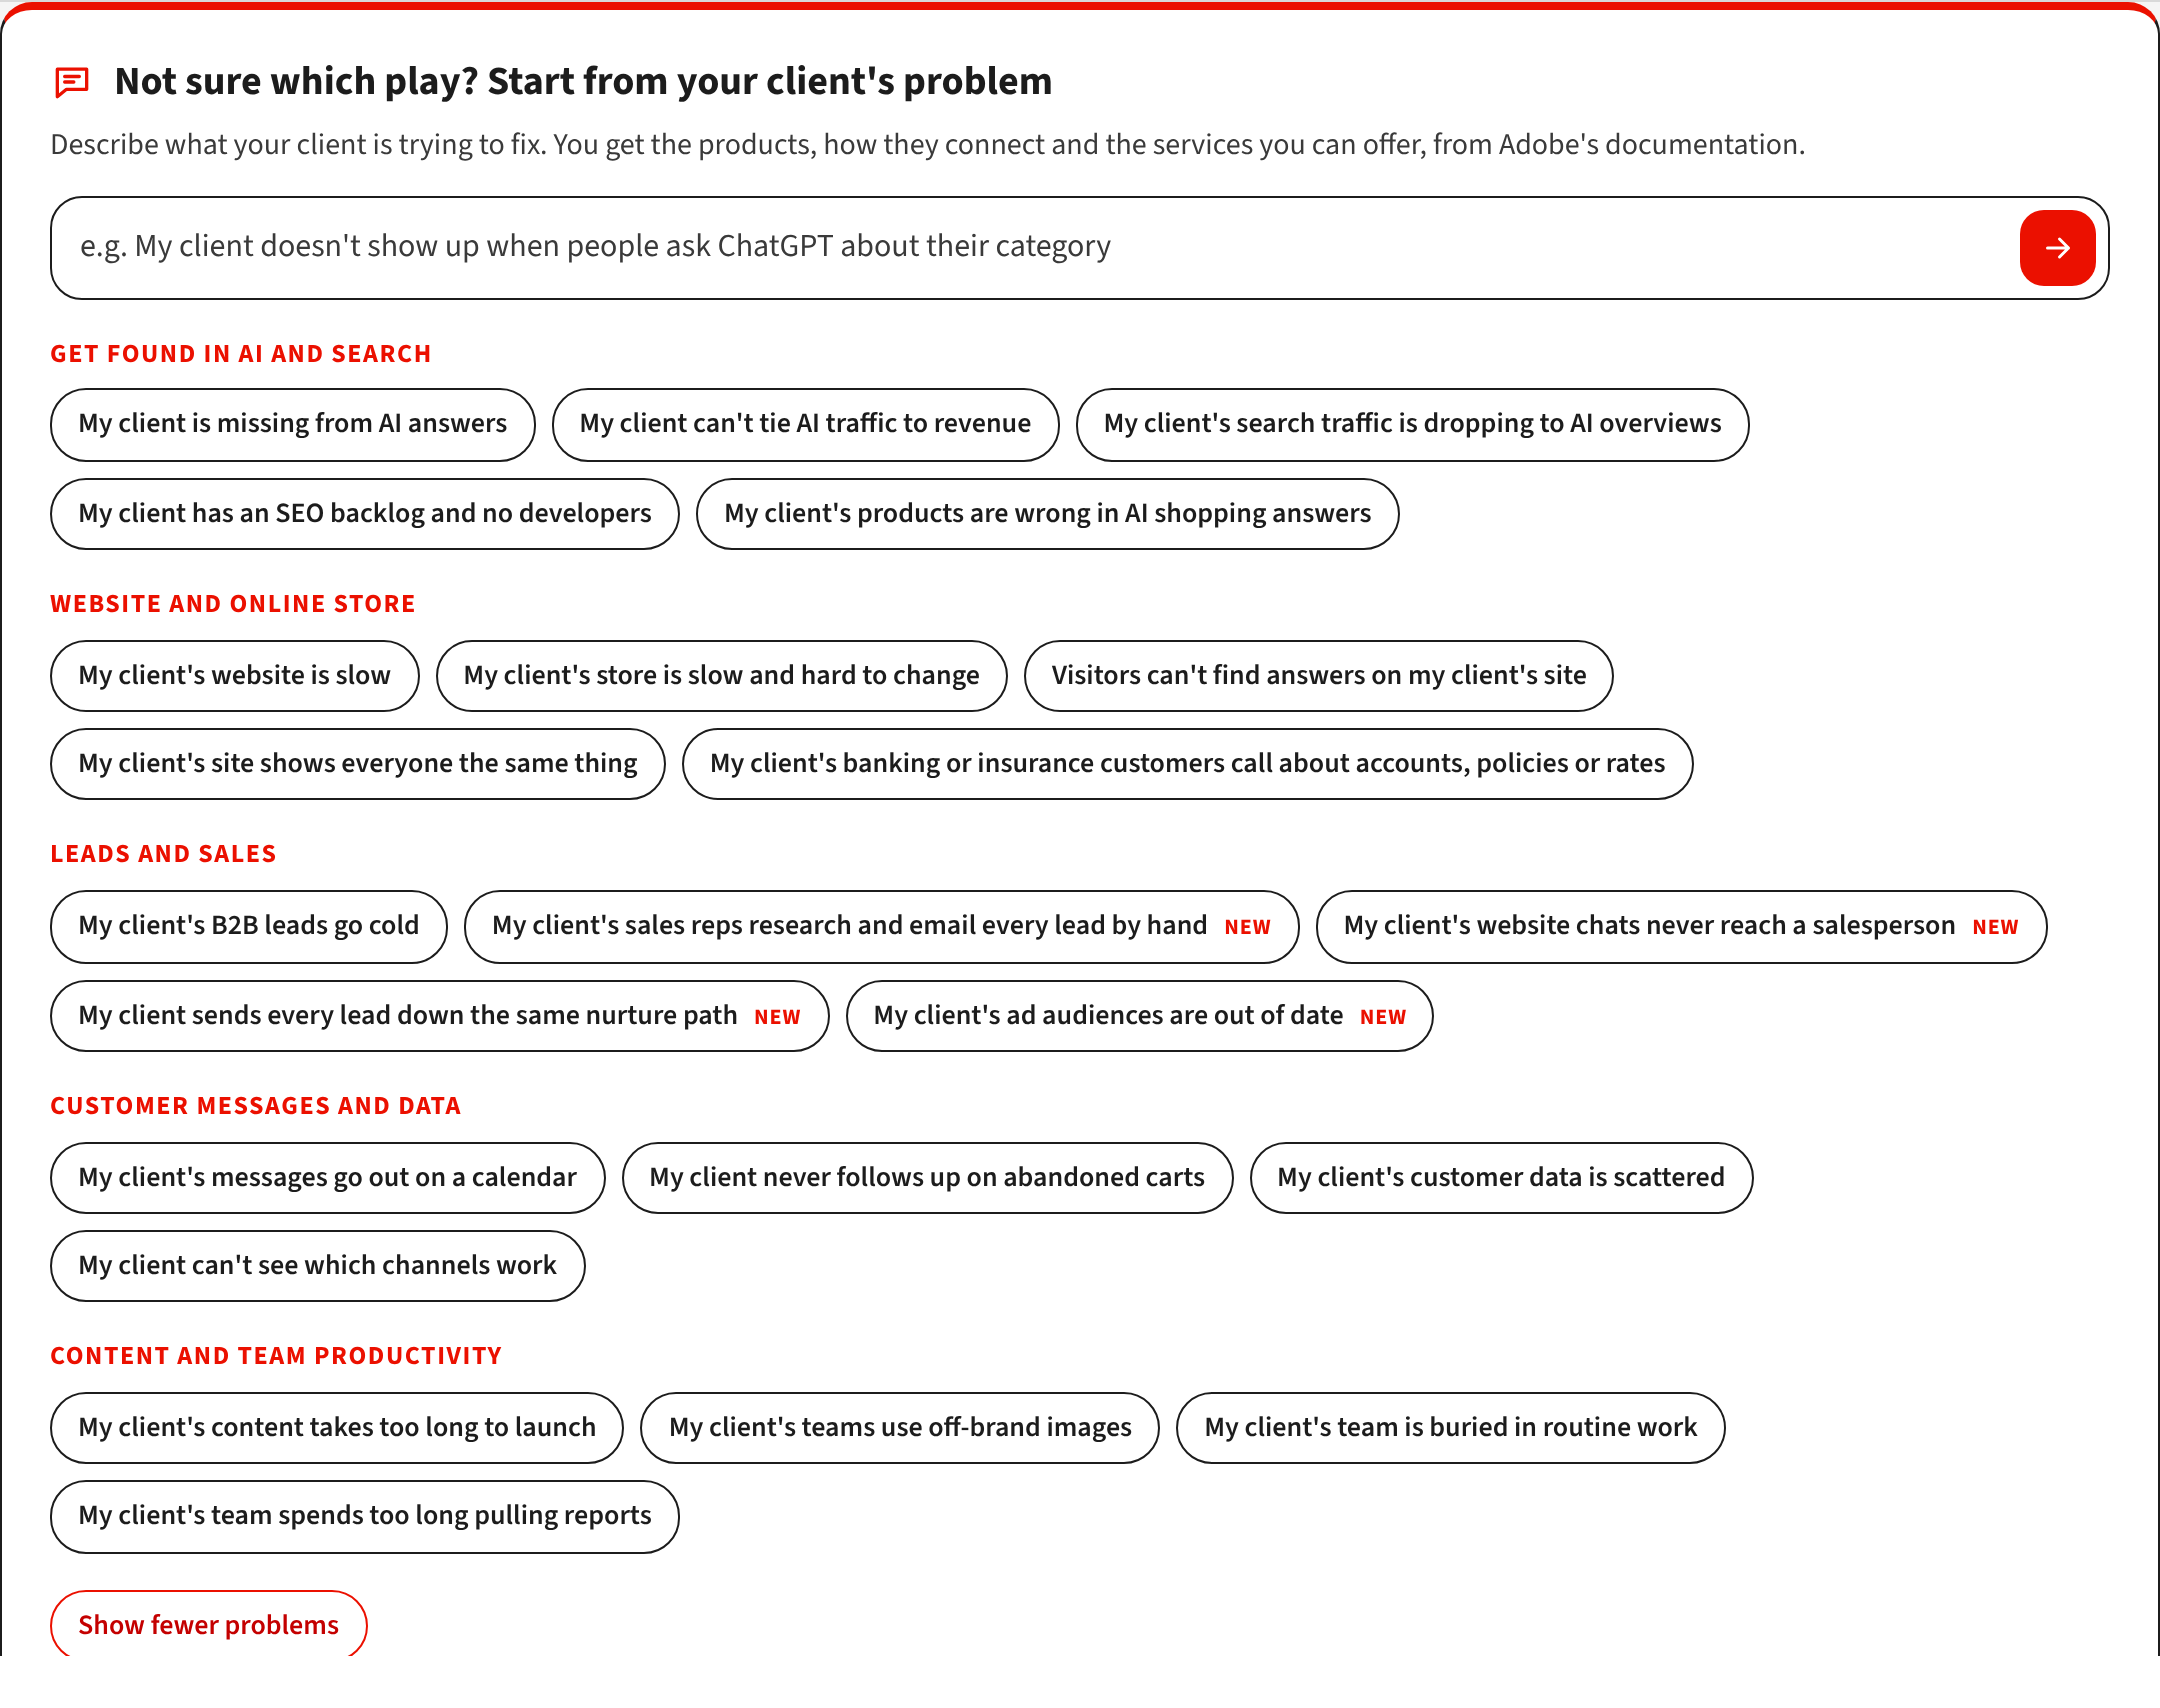 Not sure which play? Start from your client's problem
Describe what your client is trying to fix. You get the products, how they connect and the services you can offer, from Adobe's documentation.
e.g. My client doesn't show up when people ask ChatGPT about their category
GET FOUND IN AI AND SEARCH
My client is missing from AI answers
My client can't tie AI traffic to revenue
My client's search traffic is dropping to AI overviews
My client has an SEO backlog and no developers
My client's products are wrong in AI shopping answers
WEBSITE AND ONLINE STORE
My client's website is slow
My client's store is slow and hard to change
Visitors can't find answers on my client's site
My client's site shows everyone the same thing
My client's banking or insurance customers call about accounts, policies or rates
LEADS AND SALES
My client's B2B leads go cold
My client's sales reps research and email every lead by hand NEW
My client's website chats never reach a salesperson NEW
My client sends every lead down the same nurture path NEW
My client's ad audiences are out of date NEW
CUSTOMER MESSAGES AND DATA
My client's messages go out on a calendar
My client never follows up on abandoned carts
My client's customer data is scattered
My client can't see which channels work
CONTENT AND TEAM PRODUCTIVITY
My client's content takes too long to launch
My client's teams use off-brand images
My client's team is buried in routine work
My client's team spends too long pulling reports
Show fewer problems